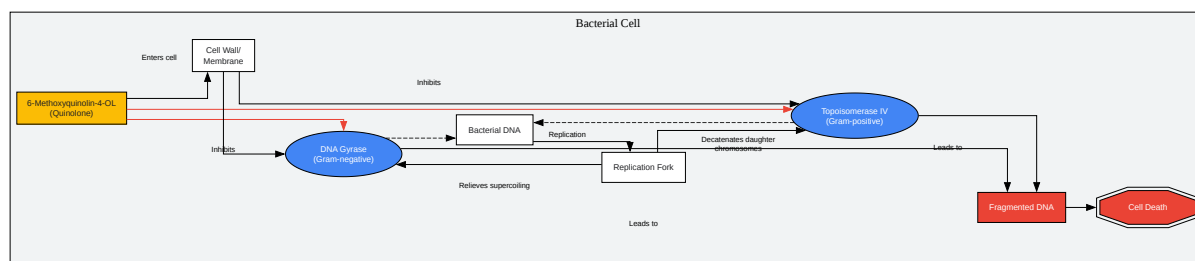 Bacterial Cell
Cell Wall/
Membrane
Enters cell
Inhibits
6-Methoxyquinolin-4-OL
(Quinolone)
Topoisomerase IV
(Gram-positive)
Bacterial DNA
Replication
Decatenates daughter
chromosomes
Inhibits
DNA Gyrase
(Gram-negative)
Leads to
Replication Fork
Relieves supercoiling
Fragmented DNA
Cell Death
Leads to